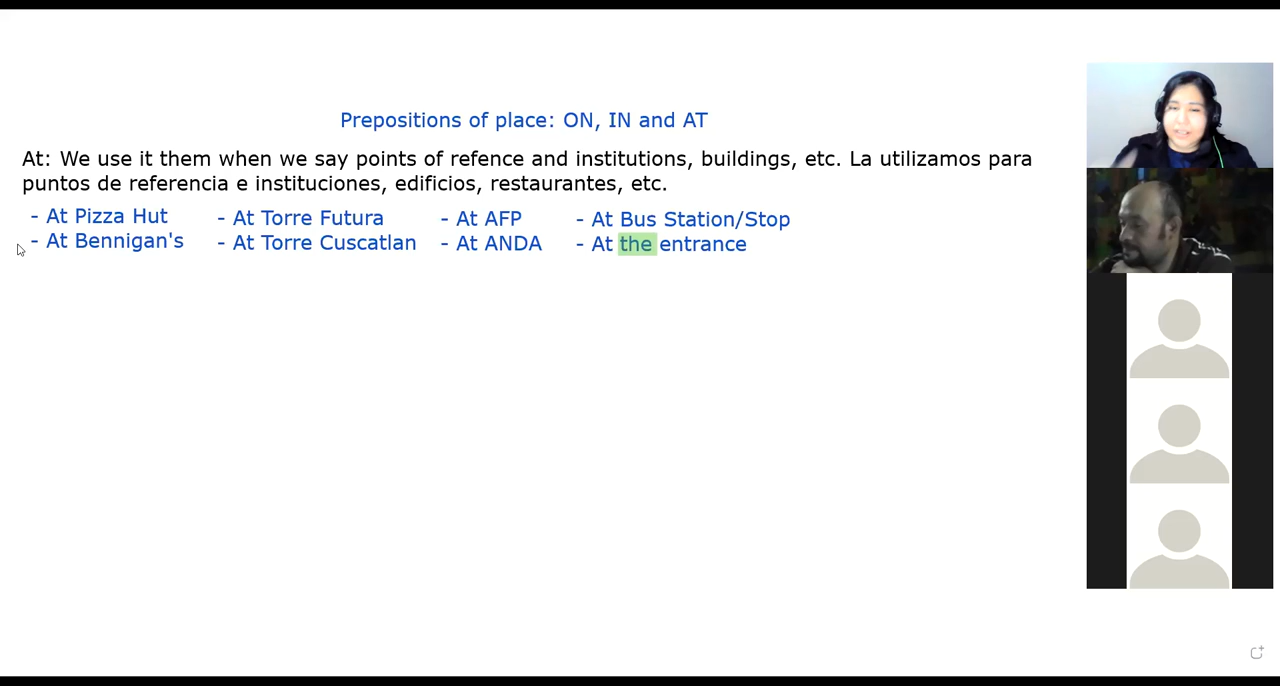 Prepositions of place: ON, IN and AT
At: We use it them when we say points of refence and institutions, buildings, etc. La utilizamos para
puntos de referencia e instituciones, edificios, restaurantes, etc.
- At Pizza Hut - At Torre Futura - At AFP - At Bus Station/Stop
- At Bennigan's - At Torre Cuscatlan - At ANDA - At the entrance